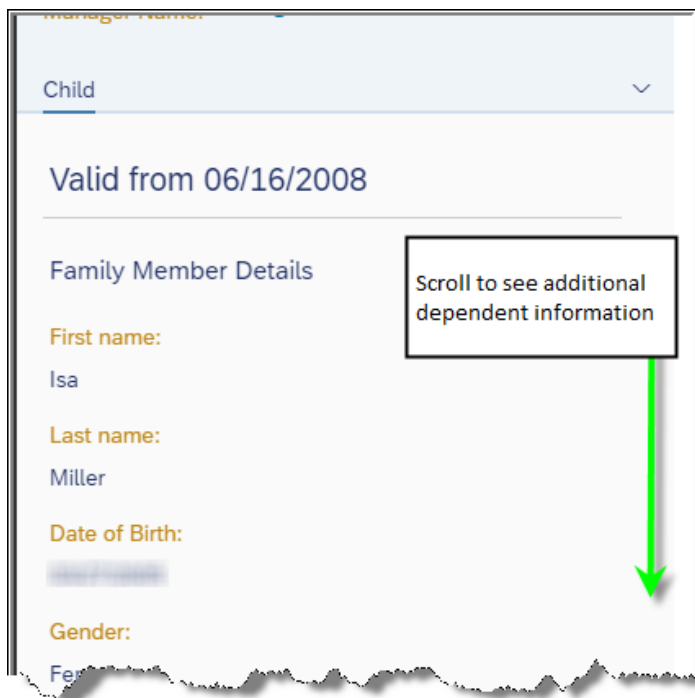 Child
Valid from 06/16/2008
Family Member Details
Scroll to see additional
dependent information
First name:
Isa
Last name:
Miller
Date of Birth:
Gender: